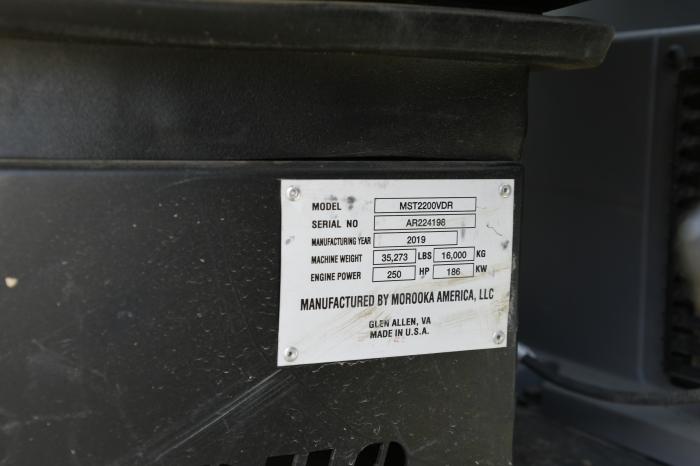 MODEL MST2200VDR
SERIAL NO AR224198
MANUFACTURING YEAR 2019
MACHINE WEIGHT 35,273 LBS 16,000 KG
ENGINE POWER 250 HP 186 KW
MANUFACTURED BY MOROOKA AMERICA, LLC
GLEN ALLEN, VA
MADE IN U.S.A.